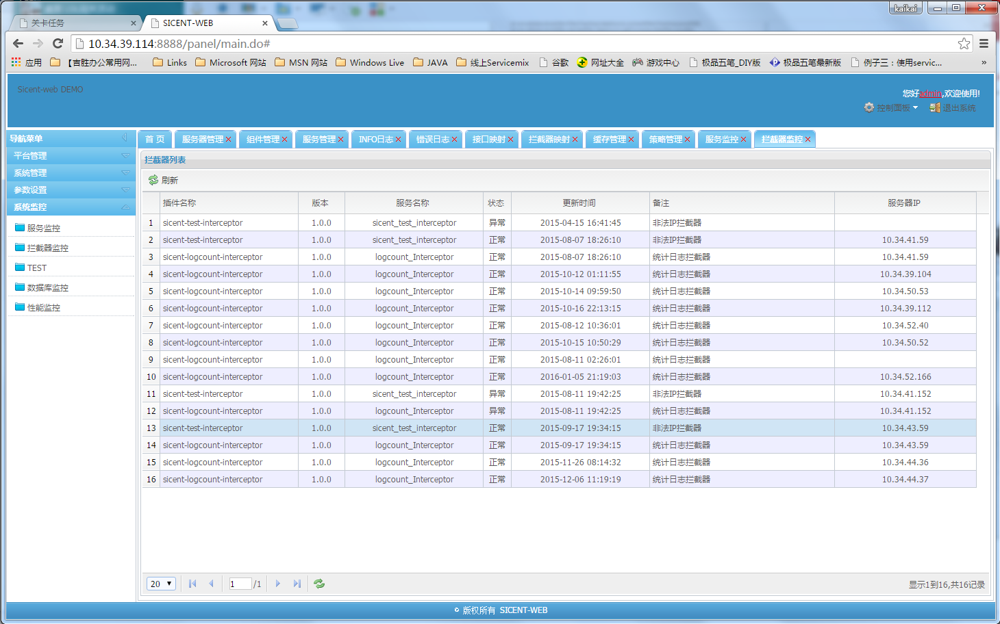 kaikai
关卡任务
SICENT-WEB
10.34.39.114:8888/panel/main.do#
应用 【吉胜办公常用网... Links Microsoft 网站 MSN 网站 Windows Live JAVA 线上Servicemix 谷歌 网址大全 游戏中心 极品五笔_DIY版 极品五笔最新版 例子三：使用servic... »
Sicent-web DEMO
您好admin,欢迎使用!
控制面板 退出系统
导航菜单
平台管理
系统管理
参数设置
系统监控
服务监控
拦截器监控
TEST
数据库监控
性能监控
首 页 服务器管理 组件管理 服务管理 INFO日志 错误日志 接口映射 拦截器映射 缓存管理 策略管理 服务监控 拦截器监控
拦截器列表
刷新
插件名称 版本 服务名称 状态 更新时间 备注 服务器IP
1 sicent-test-interceptor 1.0.0 sicent_test_interceptor 异常 2015-04-15 16:41:45 非法IP拦截器
2 sicent-test-interceptor 1.0.0 sicent_test_interceptor 正常 2015-08-07 18:26:10 非法IP拦截器 10.34.41.59
3 sicent-logcount-interceptor 1.0.0 logcount_Interceptor 正常 2015-08-07 18:26:10 统计日志拦截器 10.34.41.59
4 sicent-logcount-interceptor 1.0.0 logcount_Interceptor 正常 2015-10-12 01:11:55 统计日志拦截器 10.34.39.104
5 sicent-logcount-interceptor 1.0.0 logcount_Interceptor 正常 2015-10-14 09:59:50 统计日志拦截器 10.34.50.53
6 sicent-logcount-interceptor 1.0.0 logcount_Interceptor 正常 2015-10-16 22:13:15 统计日志拦截器 10.34.39.112
7 sicent-logcount-interceptor 1.0.0 logcount_Interceptor 正常 2015-08-12 10:36:01 统计日志拦截器 10.34.52.40
8 sicent-logcount-interceptor 1.0.0 logcount_Interceptor 正常 2015-10-15 10:50:29 统计日志拦截器 10.34.50.52
9 sicent-logcount-interceptor 1.0.0 logcount_Interceptor 正常 2015-08-11 02:26:01 统计日志拦截器
10 sicent-logcount-interceptor 1.0.0 logcount_Interceptor 正常 2016-01-05 21:19:03 统计日志拦截器 10.34.52.166
11 sicent-test-interceptor 1.0.0 sicent_test_interceptor 异常 2015-08-11 19:42:25 非法IP拦截器 10.34.41.152
12 sicent-logcount-interceptor 1.0.0 logcount_Interceptor 异常 2015-08-11 19:42:25 统计日志拦截器 10.34.41.152
13 sicent-test-interceptor 1.0.0 sicent_test_interceptor 正常 2015-09-17 19:34:15 非法IP拦截器 10.34.43.59
14 sicent-logcount-interceptor 1.0.0 logcount_Interceptor 正常 2015-09-17 19:34:15 统计日志拦截器 10.34.43.59
15 sicent-logcount-interceptor 1.0.0 logcount_Interceptor 正常 2015-11-26 08:14:32 统计日志拦截器 10.34.44.36
16 sicent-logcount-interceptor 1.0.0 logcount_Interceptor 正常 2015-12-06 11:19:19 统计日志拦截器 10.34.44.37
20 1 /1 显示1到16,共16记录
© 版权所有 SICENT-WEB